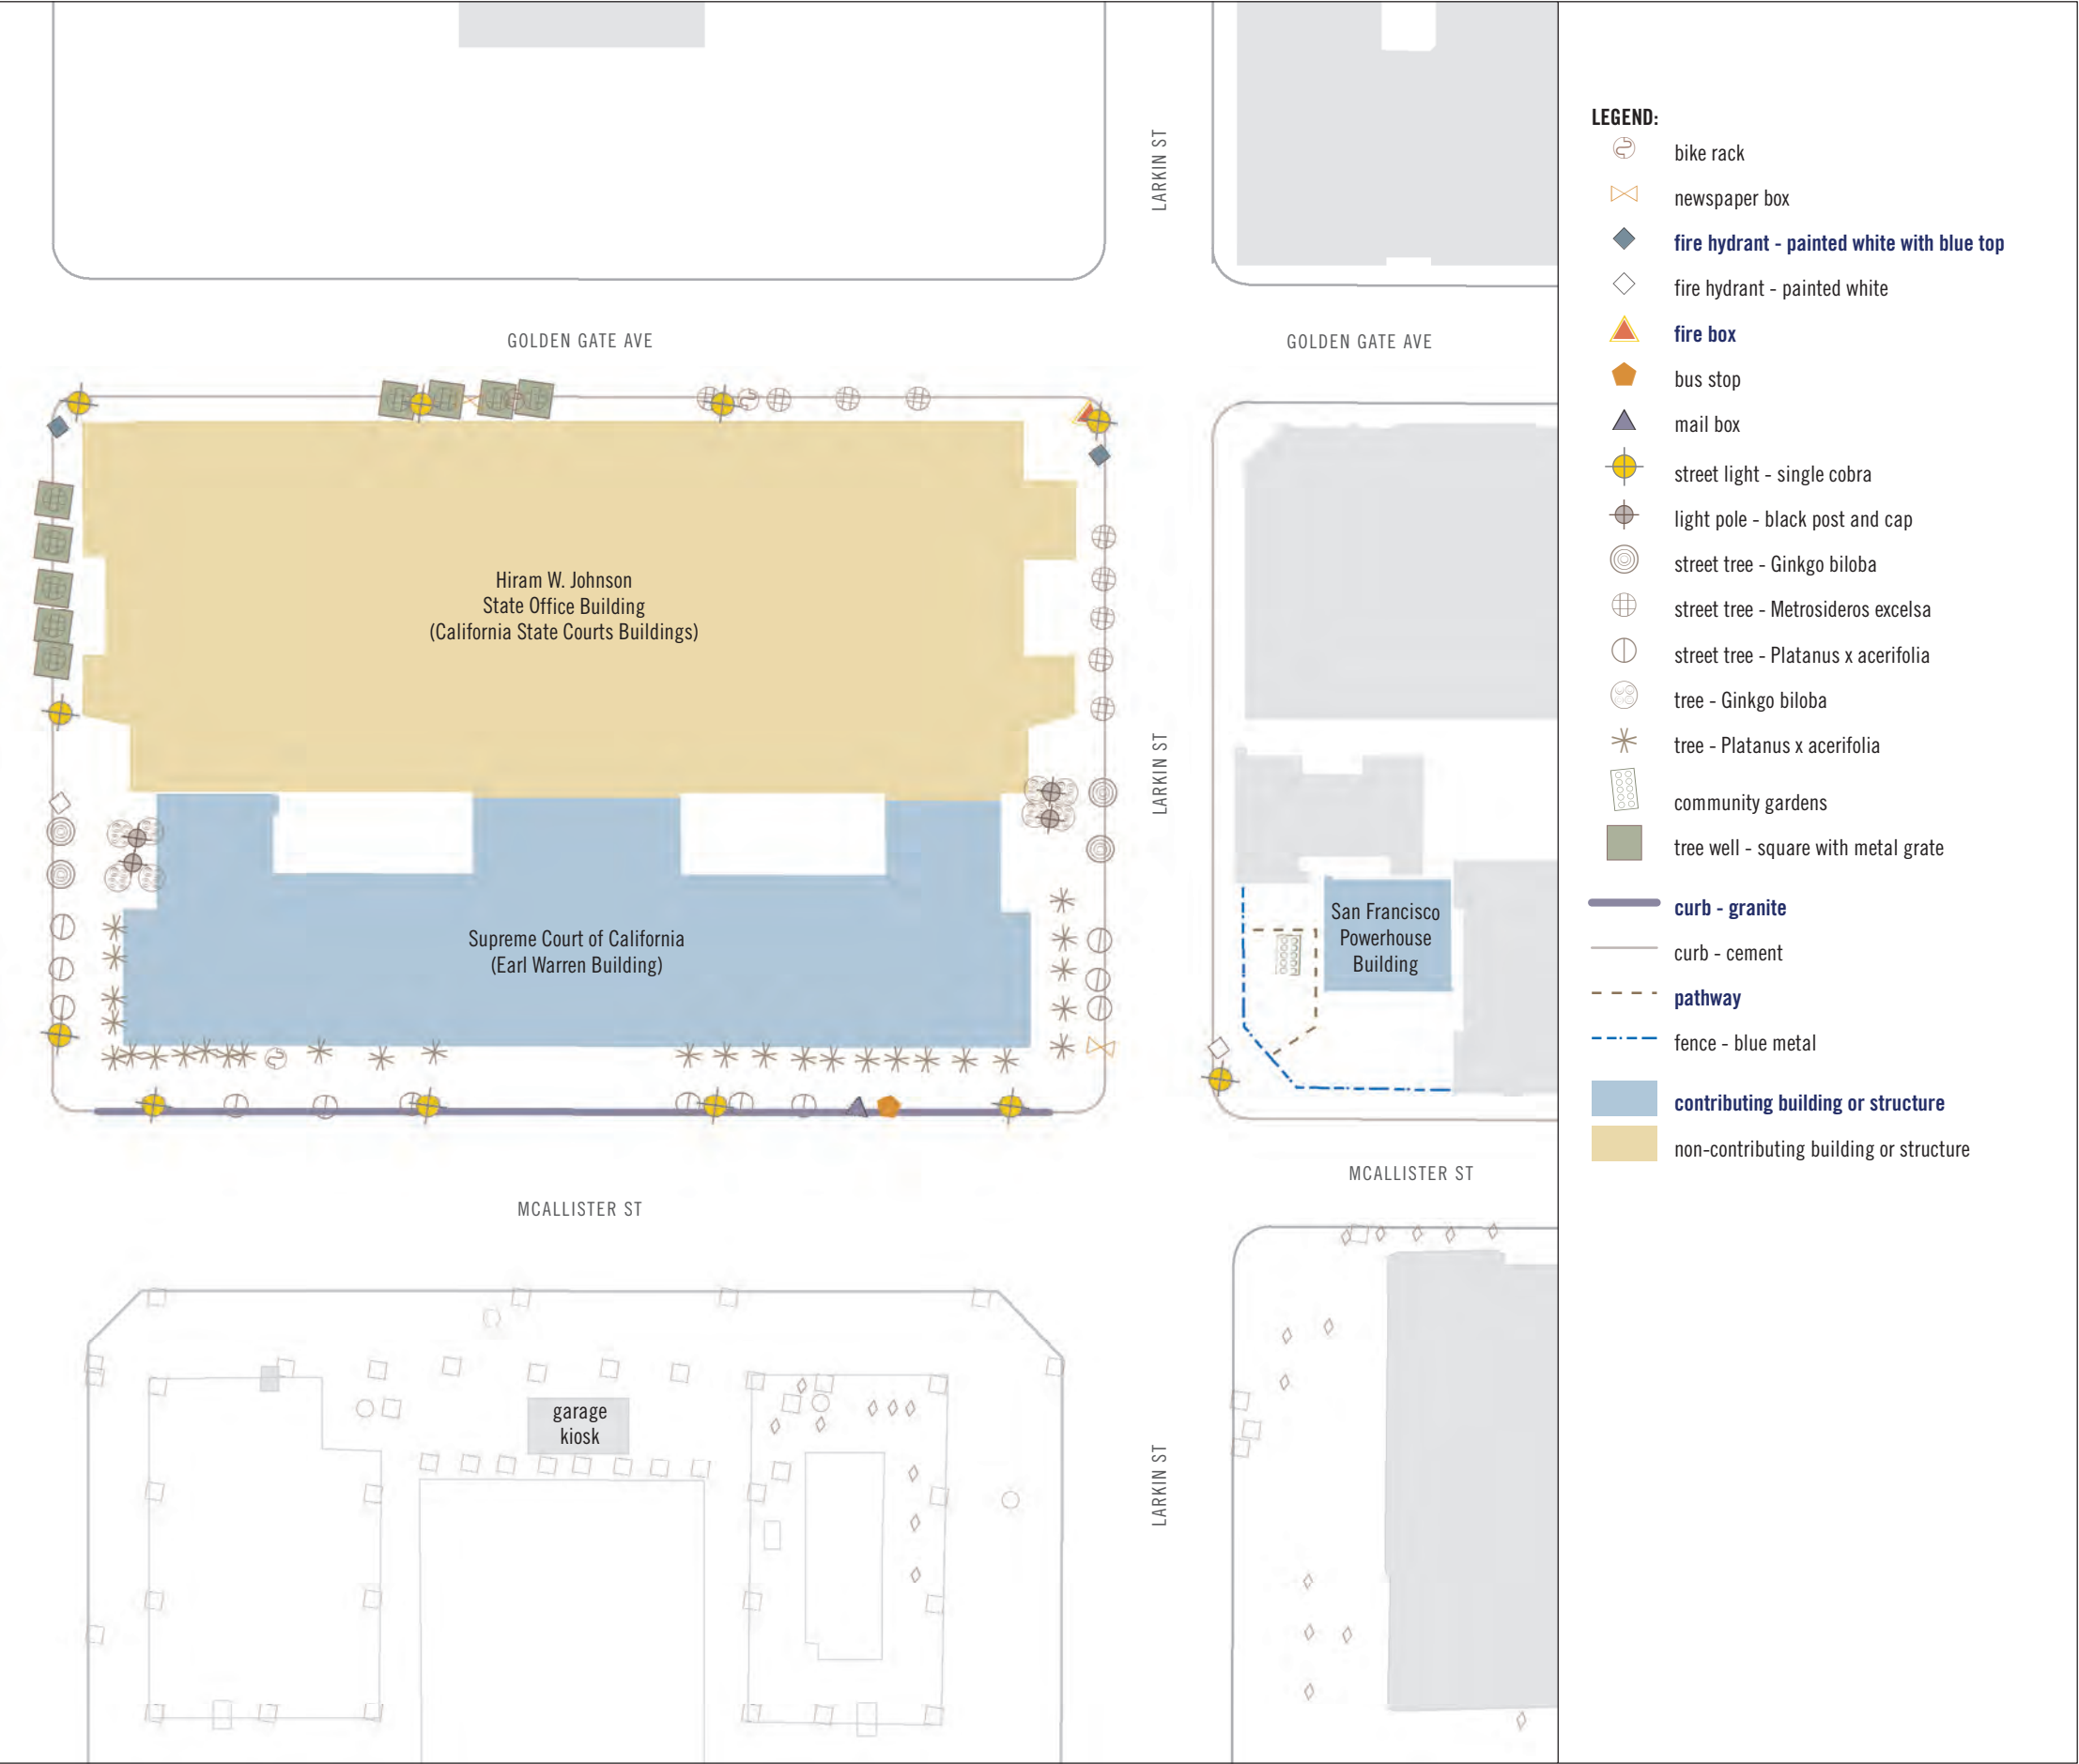 LARKIN ST
GOLDEN GATE AVE
GOLDEN GATE AVE
Hiram W. Johnson
State Office Building
(California State Courts Buildings)
LARKIN ST
Supreme Court of California
(Earl Warren Building)
San Francisco
Powerhouse
Building
MCALLISTER ST
MCALLISTER ST
garage
kiosk
LARKIN ST
LEGEND:
bike rack
newspaper box
fire hydrant - painted white with blue top
fire hydrant - painted white
fire box
bus stop
mail box
street light - single cobra
light pole - black post and cap
street tree - Ginkgo biloba
street tree - Metrosideros excelsa
street tree - Platanus x acerifolia
tree - Ginkgo biloba
tree - Platanus x acerifolia
community gardens
tree well - square with metal grate
curb - granite
curb - cement
pathway
fence - blue metal
contributing building or structure
non-contributing building or structure